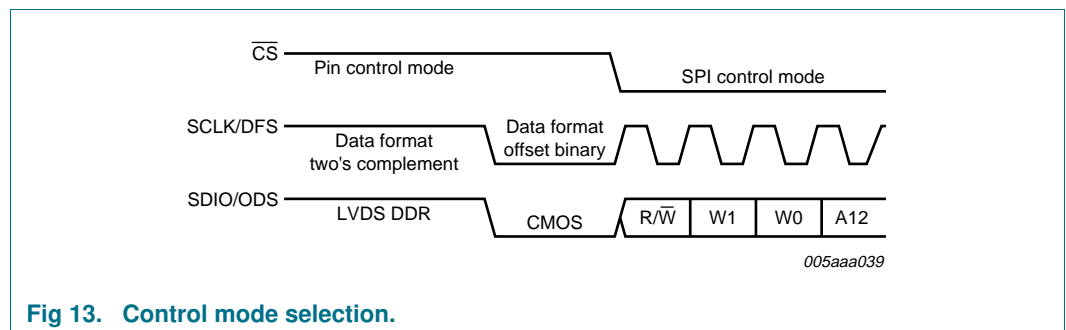 C̅S̅
Pin control mode
SPI control mode
SCLK/DFS
Data format
two's complement
Data format
offset binary
SDIO/ODS
LVDS DDR
CMOS
R/W̅
W1
W0
A12
005aaa039
Fig 13. Control mode selection.